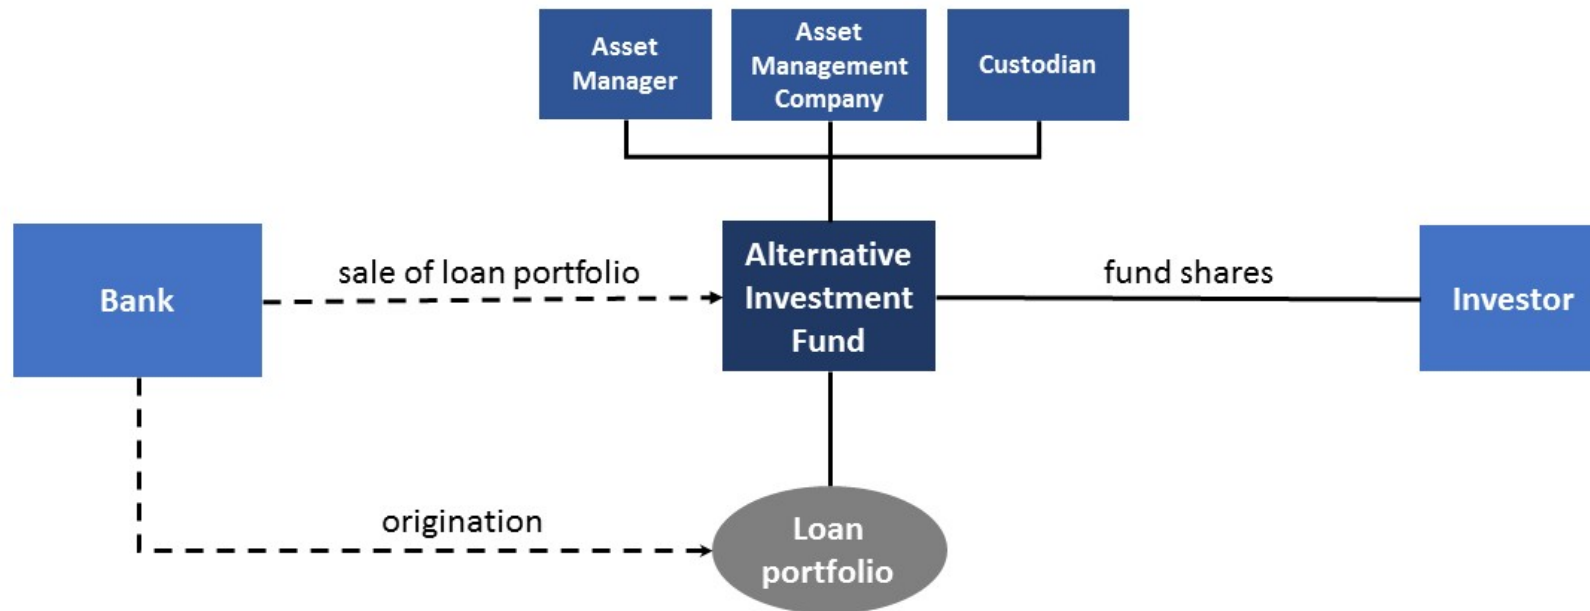 Asset
Manager
Asset
Management
Company
Custodian
Bank
sale of loan portfolio
Alternative
Investment
Fund
fund shares
Investor
origination
Loan
portfolio